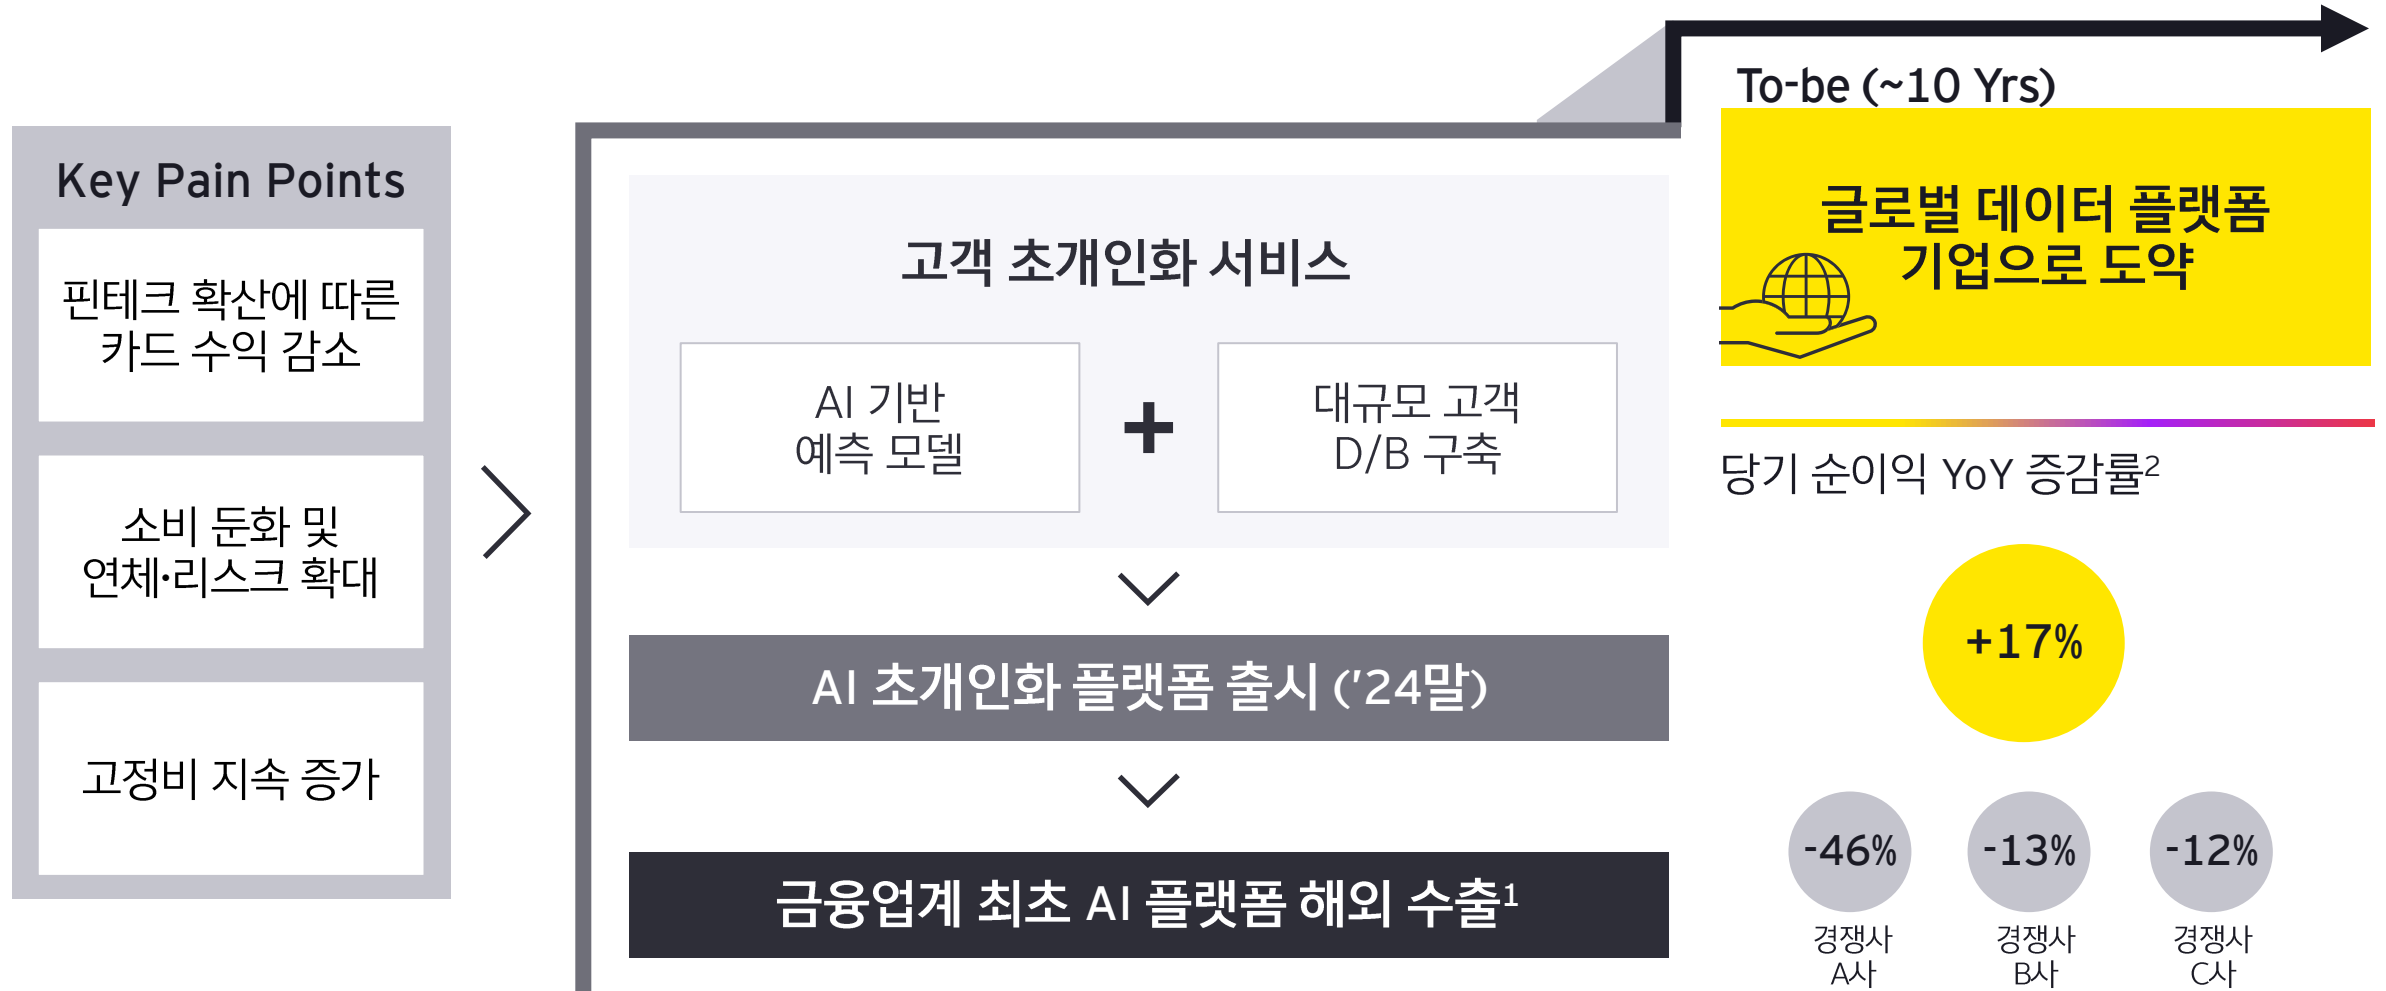 Key Pain Points
핀테크 확산에 따른
카드 수익 감소
소비 둔화 및
연체·리스크 확대
고정비 지속 증가
고객 초개인화 서비스
AI 기반
예측 모델
+
대규모 고객
D/B 구축
AI 초개인화 플랫폼 출시 (’24말)
금융업계 최초 AI 플랫폼 해외 수출¹
To-be (~10 Yrs)
글로벌 데이터 플랫폼
기업으로 도약
당기 순이익 YoY 증감률²
+17%
-46%
경쟁사
A사
-13%
경쟁사
B사
-12%
경쟁사
C사